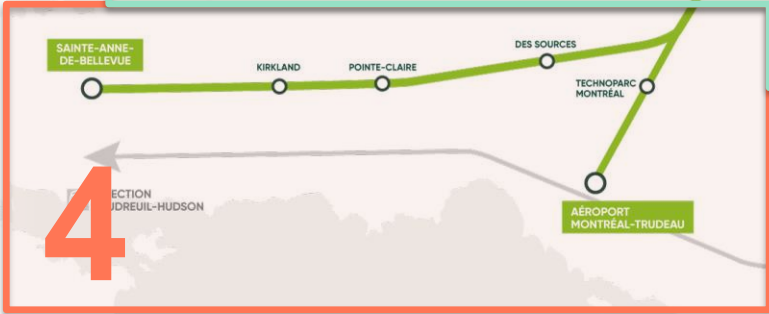 SAINTE-ANNE-
DE-BELLEVUE
KIRKLAND
POINTE-CLAIRE
DES SOURCES
TECHNOPARC
MONTRÉAL
AÉROPORT
MONTRÉAL-TRUDEAU
4